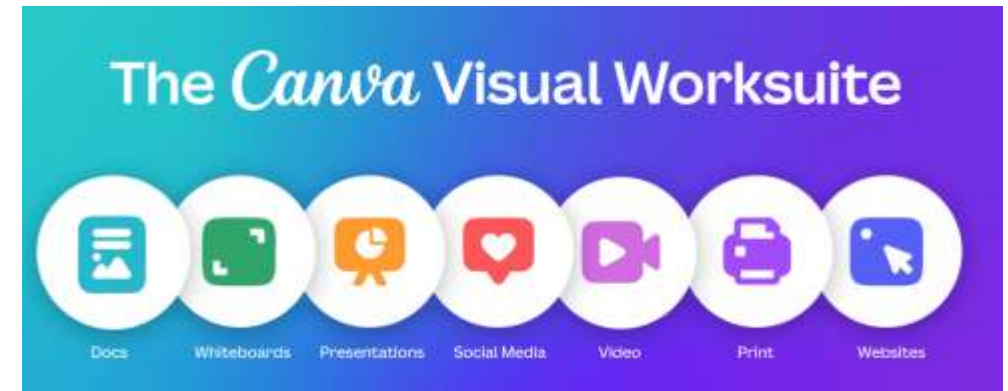 The Canva Visual Worksuite
Docs Whiteboards Presentations Social Media Video Print Websites